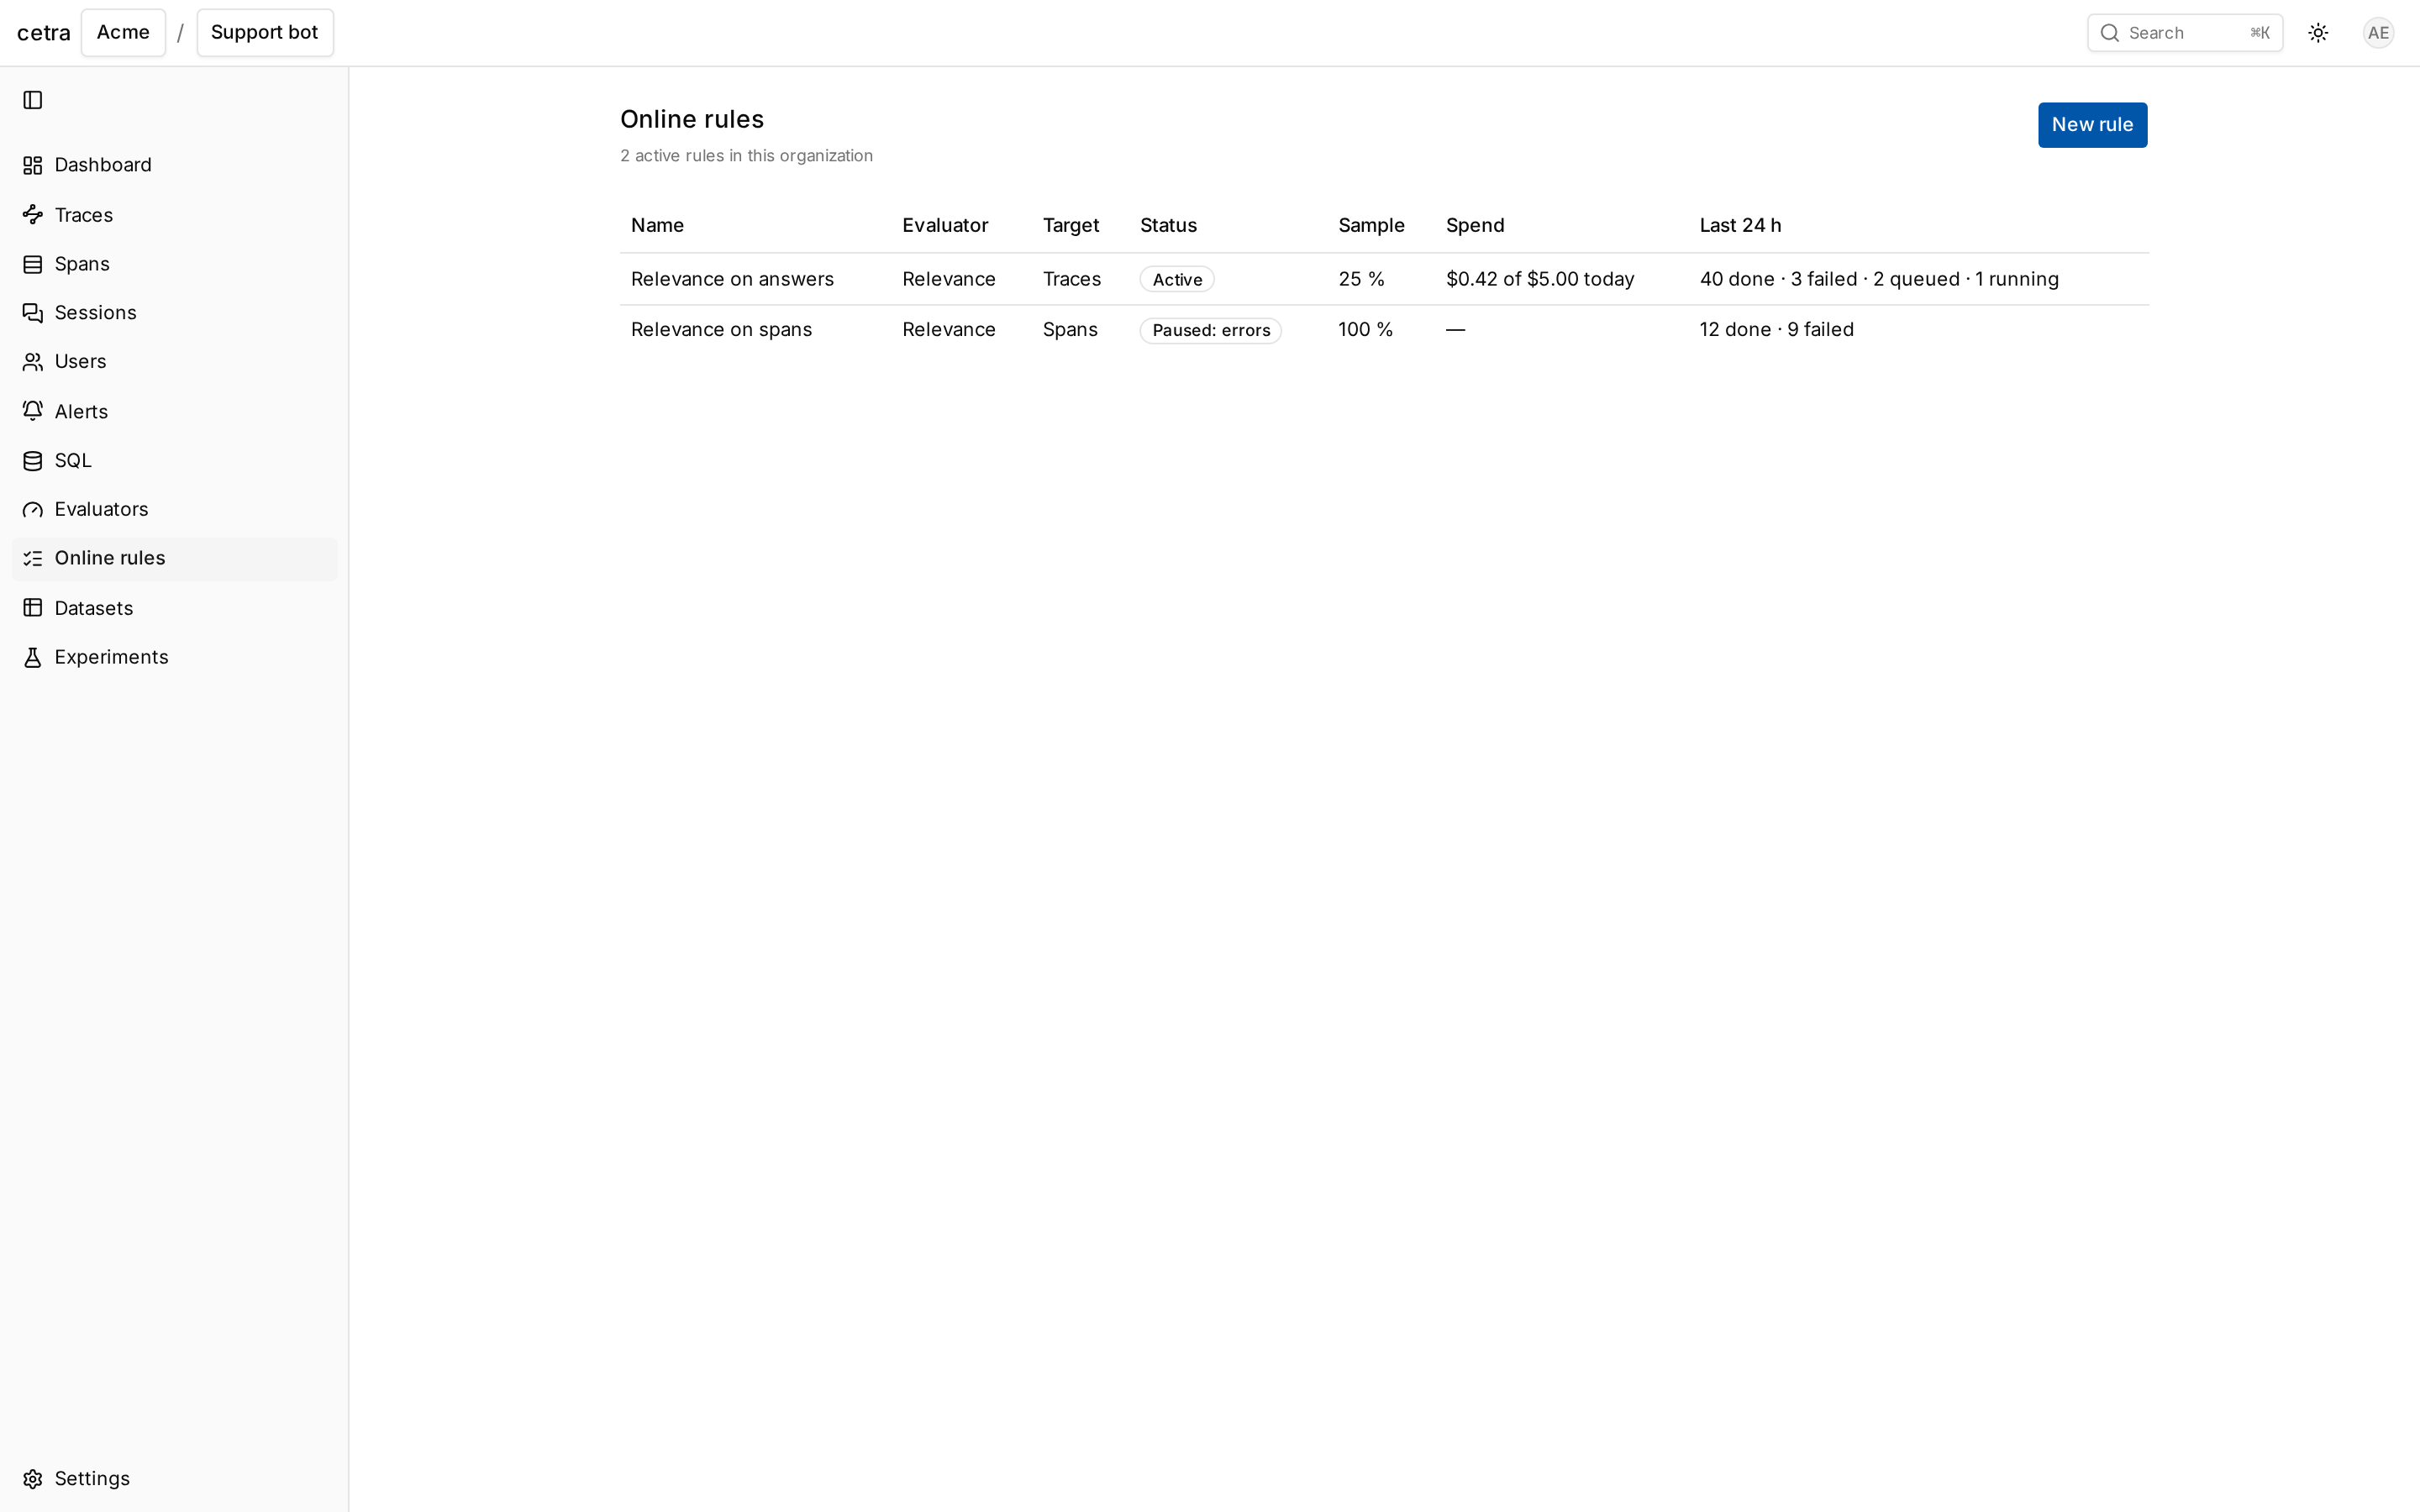 cetra Acme / Support bot Search ⌘K AE
Dashboard
Traces
Spans
Sessions
Users
Alerts
SQL
Evaluators
Online rules
Datasets
Experiments
Settings
Online rules
2 active rules in this organization
New rule
Name Evaluator Target Status Sample Spend Last 24 h
Relevance on answers Relevance Traces Active 25 % $0.42 of $5.00 today 40 done · 3 failed · 2 queued · 1 running
Relevance on spans Relevance Spans Paused: errors 100 % — 12 done · 9 failed